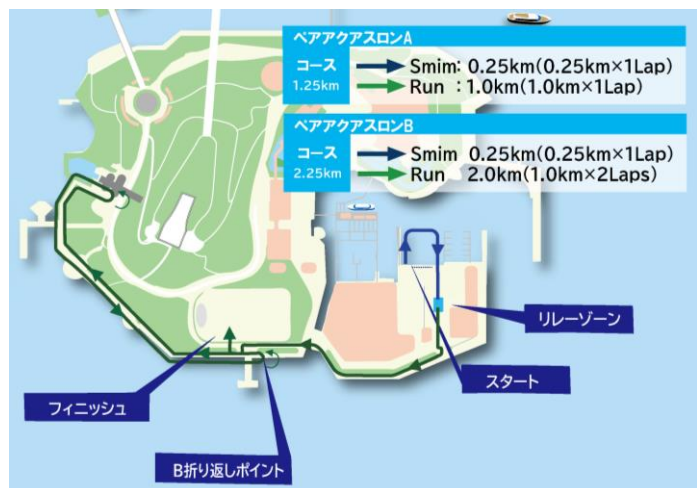 ペアアクアスロンA
コース
1.25km
Smim: 0.25km(0.25km×1Lap)
Run :1.0km(1.0km×1Lap)
ペアアクアスロンB
コース
2.25km
Smim 0.25km(0.25km×1Lap)
Run 2.0km(1.0km×2Laps)
リレーゾーン
スタート
フィニッシュ
B折り返しポイント